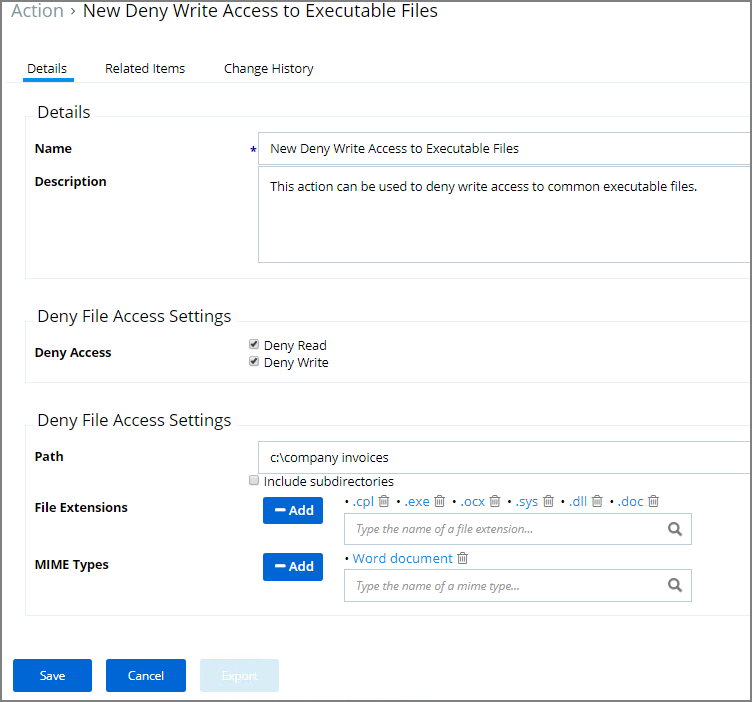 Action › New Deny Write Access to Executable Files
Details Related Items Change History
Details
Name * New Deny Write Access to Executable Files
Description This action can be used to deny write access to common executable files.
Deny File Access Settings
Deny Access Deny Read
Deny Write
Deny File Access Settings
Path c:\company invoices
Include subdirectories
File Extensions Add • .cpl • .exe • .ocx • .sys • .dll • .doc
Type the name of a file extension...
MIME Types Add • Word document
Type the name of a mime type...
Save Cancel Export